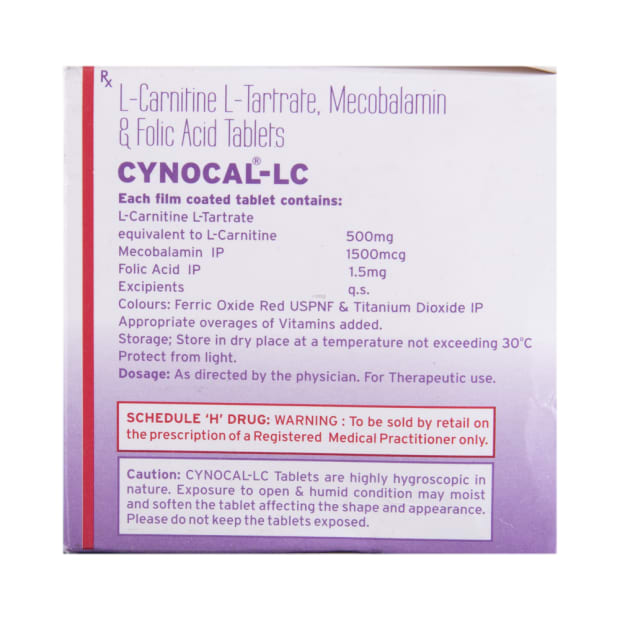 Rx
L-Carnitine L-Tartrate, Mecobalamin
& Folic Acid Tablets
CYNOCAL®-LC
Each film coated tablet contains:
L-Carnitine L-Tartrate
equivalent to L-Carnitine 500mg
Mecobalamin IP 1500mcg
Folic Acid IP 1.5mg
Excipients q.s.
Colours: Ferric Oxide Red USPNF & Titanium Dioxide IP
Appropriate overages of Vitamins added.
Storage; Store in dry place at a temperature not exceeding 30°C
Protect from light.
Dosage: As directed by the physician. For Therapeutic use.
SCHEDULE 'H' DRUG: WARNING : To be sold by retail on
the prescription of a Registered Medical Practitioner only.
Caution: CYNOCAL-LC Tablets are highly hygroscopic in
nature. Exposure to open & humid condition may moist
and soften the tablet affecting the shape and appearance.
Please do not keep the tablets exposed.